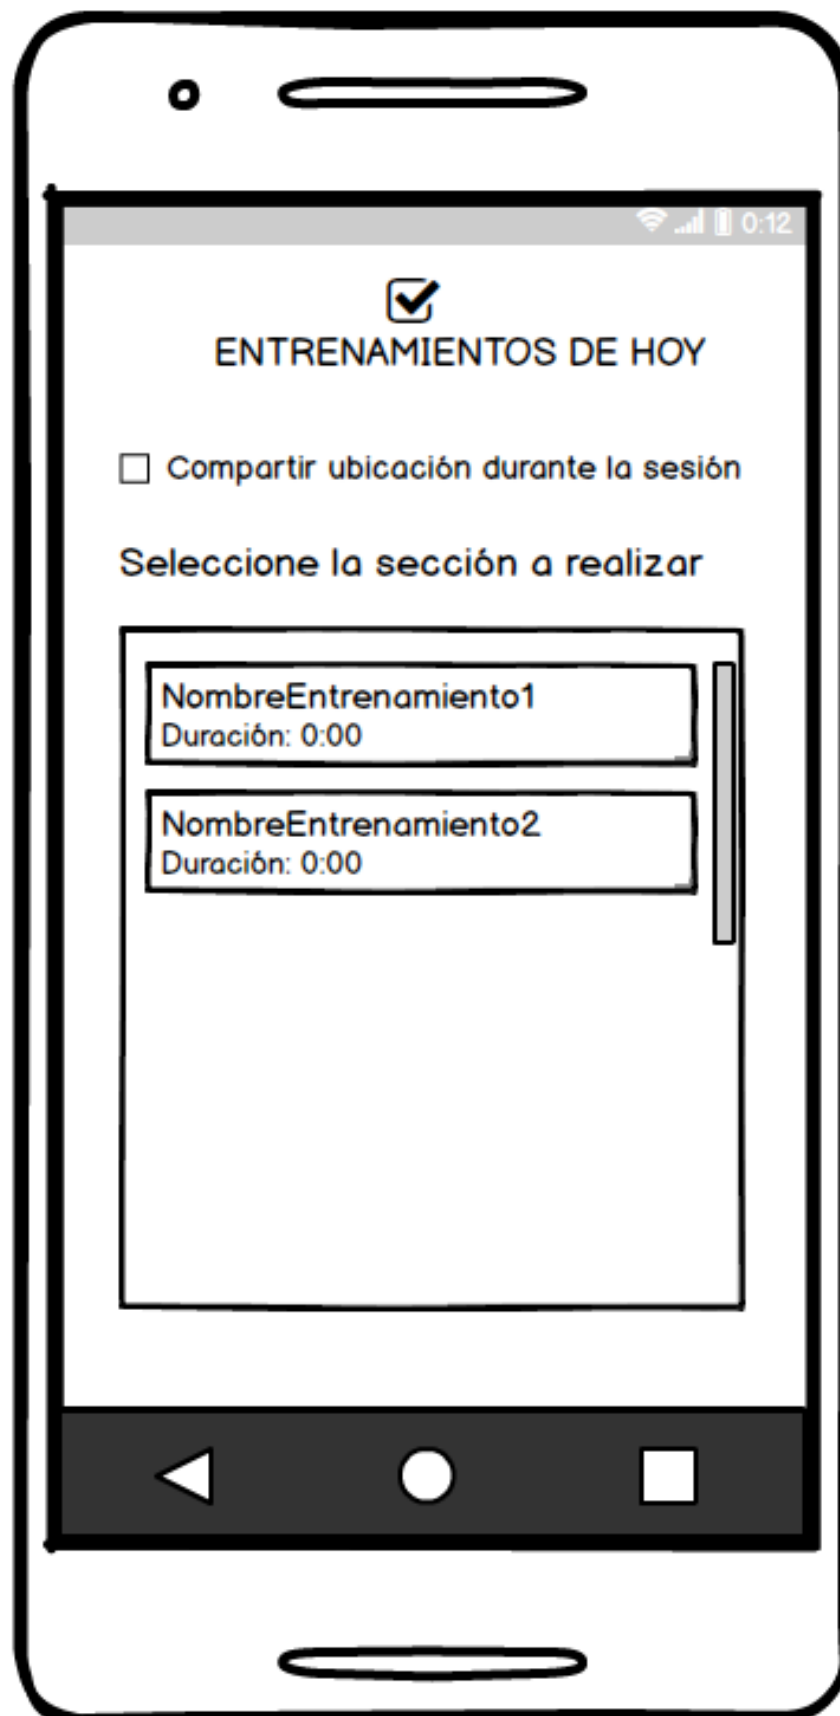 0:12
ENTRENAMIENTOS DE HOY
Compartir ubicación durante la sesión
Seleccione la sección a realizar
NombreEntrenamiento1
Duración: 0:00
NombreEntrenamiento2
Duración: 0:00